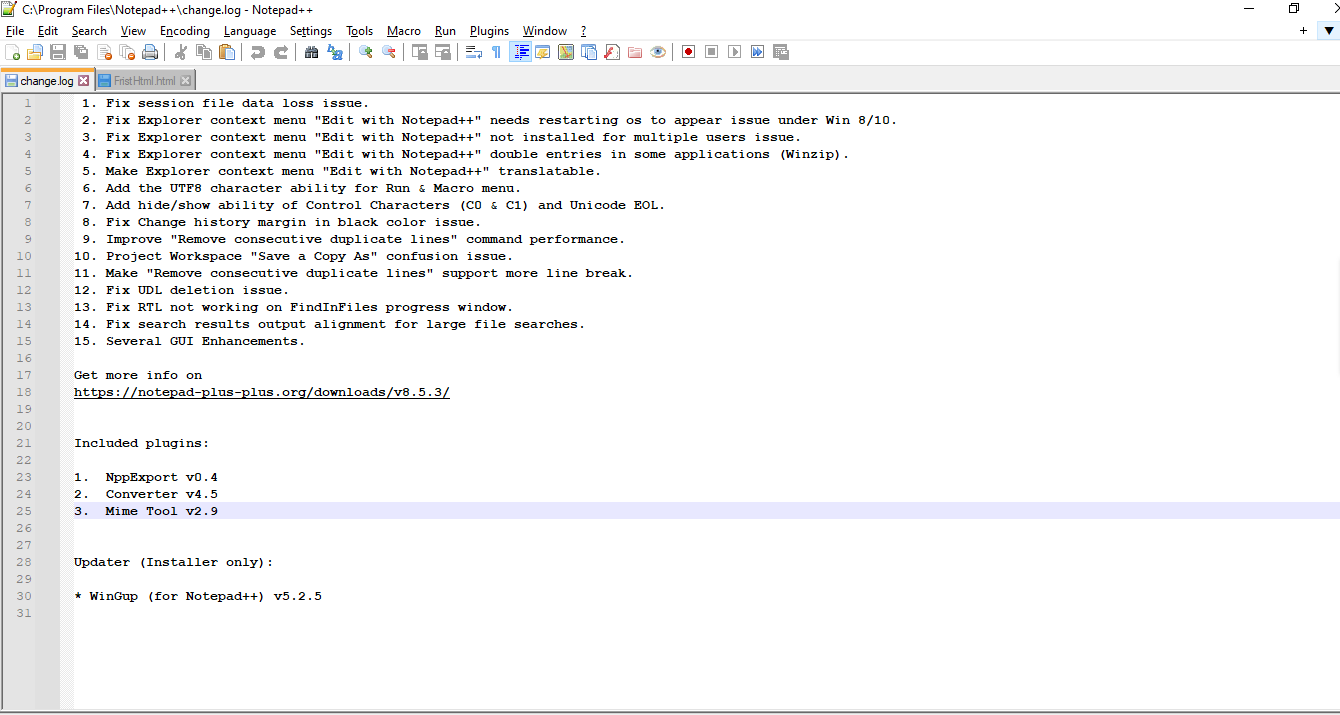 C:\Program Files\Notepad++\change.log - Notepad++
File Edit Search View Encoding Language Settings Tools Macro Run Plugins Window ?
change.log FristHtml.html
1 1. Fix session file data loss issue.
2 2. Fix Explorer context menu "Edit with Notepad++" needs restarting os to appear issue under Win 8/10.
3 3. Fix Explorer context menu "Edit with Notepad++" not installed for multiple users issue.
4 4. Fix Explorer context menu "Edit with Notepad++" double entries in some applications (Winzip).
5 5. Make Explorer context menu "Edit with Notepad++" translatable.
6 6. Add the UTF8 character ability for Run & Macro menu.
7 7. Add hide/show ability of Control Characters (C0 & C1) and Unicode EOL.
8 8. Fix Change history margin in black color issue.
9 9. Improve "Remove consecutive duplicate lines" command performance.
10 10. Project Workspace "Save a Copy As" confusion issue.
11 11. Make "Remove consecutive duplicate lines" support more line break.
12 12. Fix UDL deletion issue.
13 13. Fix RTL not working on FindInFiles progress window.
14 14. Fix search results output alignment for large file searches.
15 15. Several GUI Enhancements.
16
17 Get more info on
18 https://notepad-plus-plus.org/downloads/v8.5.3/
19
20
21 Included plugins:
22
23 1. NppExport v0.4
24 2. Converter v4.5
25 3. Mime Tool v2.9
26
27
28 Updater (Installer only):
29
30 * WinGup (for Notepad++) v5.2.5
31